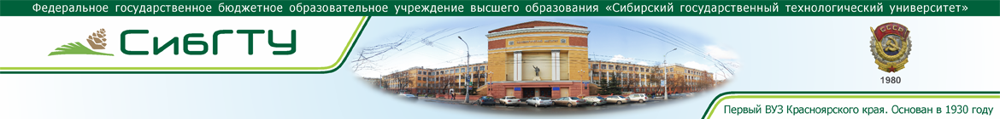 Федеральное государственное бюджетное образовательное учреждение высшего образования «Сибирский государственный технологический университет»
СибГТУ
СССР
1980
Первый ВУЗ Красноярского края. Основан в 1930 году